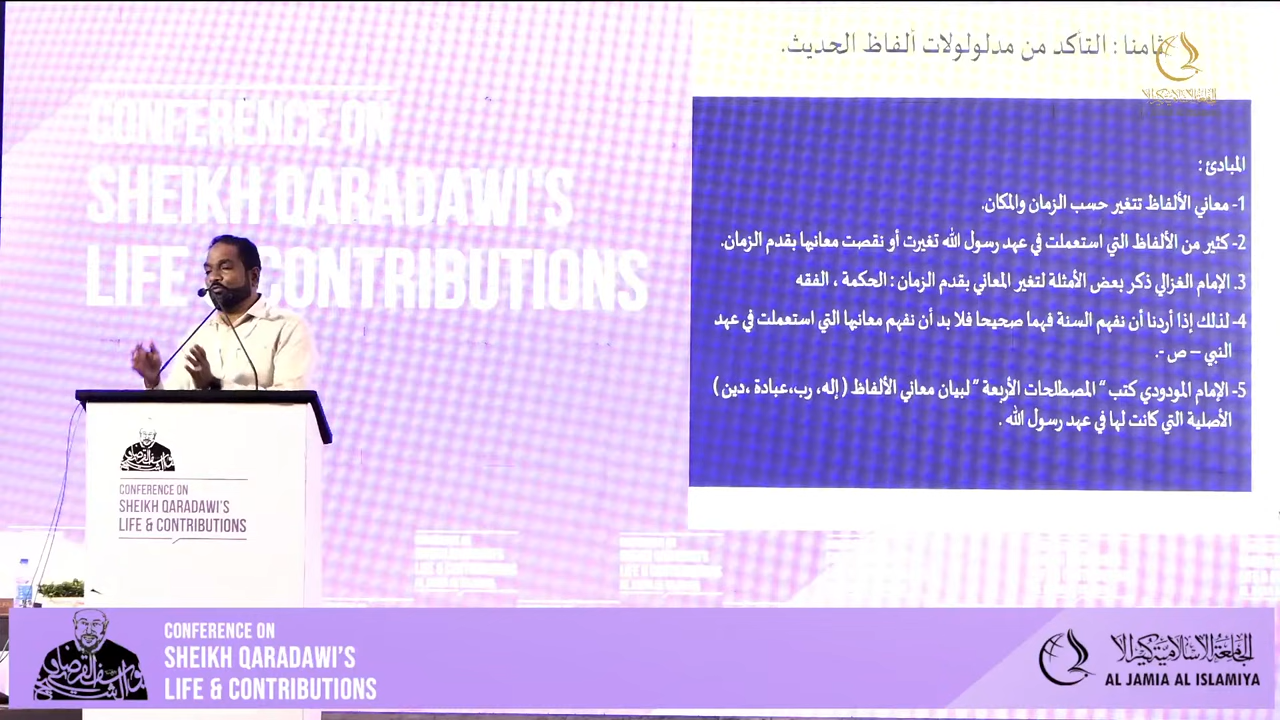 ثامنا : التأكد من مدلولولات ألفاظ الحديث.
CONFERENCE ON
SHEIKH QARADAWI'S
LIFE & CONTRIBUTIONS
المبادئ :
1- معاني الألفاظ تتغير حسب الزمان والمكان.
2- كثير من الألفاظ التي استعملت في عهد رسول الله تغيرت أو نقصت معانيها بقدم الزمان.
3. الإمام الغزالي ذكر بعض الأمثلة لتغير المعاني بقدم الزمان : الحكمة ، الفقه
4- لذلك إذا أردنا أن نفهم السنة فهما صحيحا فلا بد أن نفهم معانيها التي استعملت في عهد
النبي – ص -.
5- الإمام المودودي كتب “ المصطلحات الأربعة ” لبيان معاني الألفاظ ( إله، رب،عبادة ،دين )
الأصلية التي كانت لها في عهد رسول الله .
CONFERENCE ON
SHEIKH QARADAWI'S
LIFE & CONTRIBUTIONS
CONFERENCE ON
SHEIKH QARADAWI'S
LIFE & CONTRIBUTIONS
AL JAMIA AL ISLAMIYA